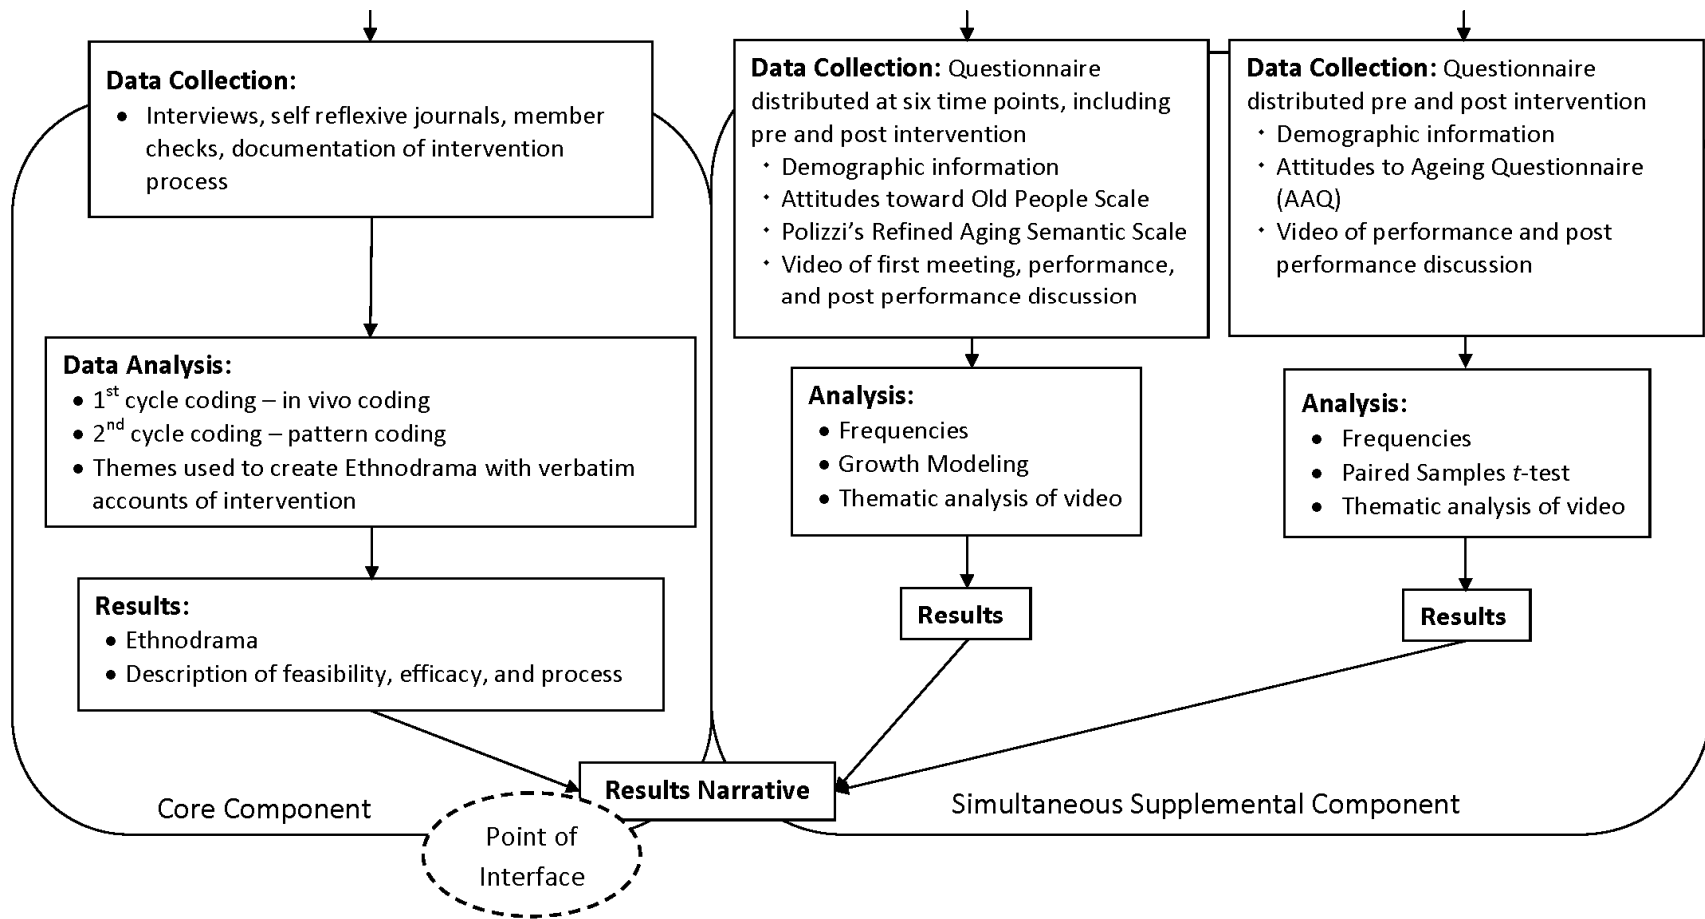 Data Collection:
• Interviews, self reflexive journals, member
checks, documentation of intervention
process
Data Analysis:
• 1st cycle coding – in vivo coding
• 2nd cycle coding – pattern coding
• Themes used to create Ethnodrama with verbatim
accounts of intervention
Results:
• Ethnodrama
• Description of feasibility, efficacy, and process
Core Component
Data Collection: Questionnaire
distributed at six time points, including
pre and post intervention
· Demographic information
· Attitudes toward Old People Scale
· Polizzi's Refined Aging Semantic Scale
· Video of first meeting, performance,
and post performance discussion
Analysis:
• Frequencies
• Growth Modeling
• Thematic analysis of video
Results
Data Collection: Questionnaire
distributed pre and post intervention
· Demographic information
· Attitudes to Ageing Questionnaire
(AAQ)
· Video of performance and post
performance discussion
Analysis:
• Frequencies
• Paired Samples t-test
• Thematic analysis of video
Results
Simultaneous Supplemental Component
Results Narrative
Point of
Interface